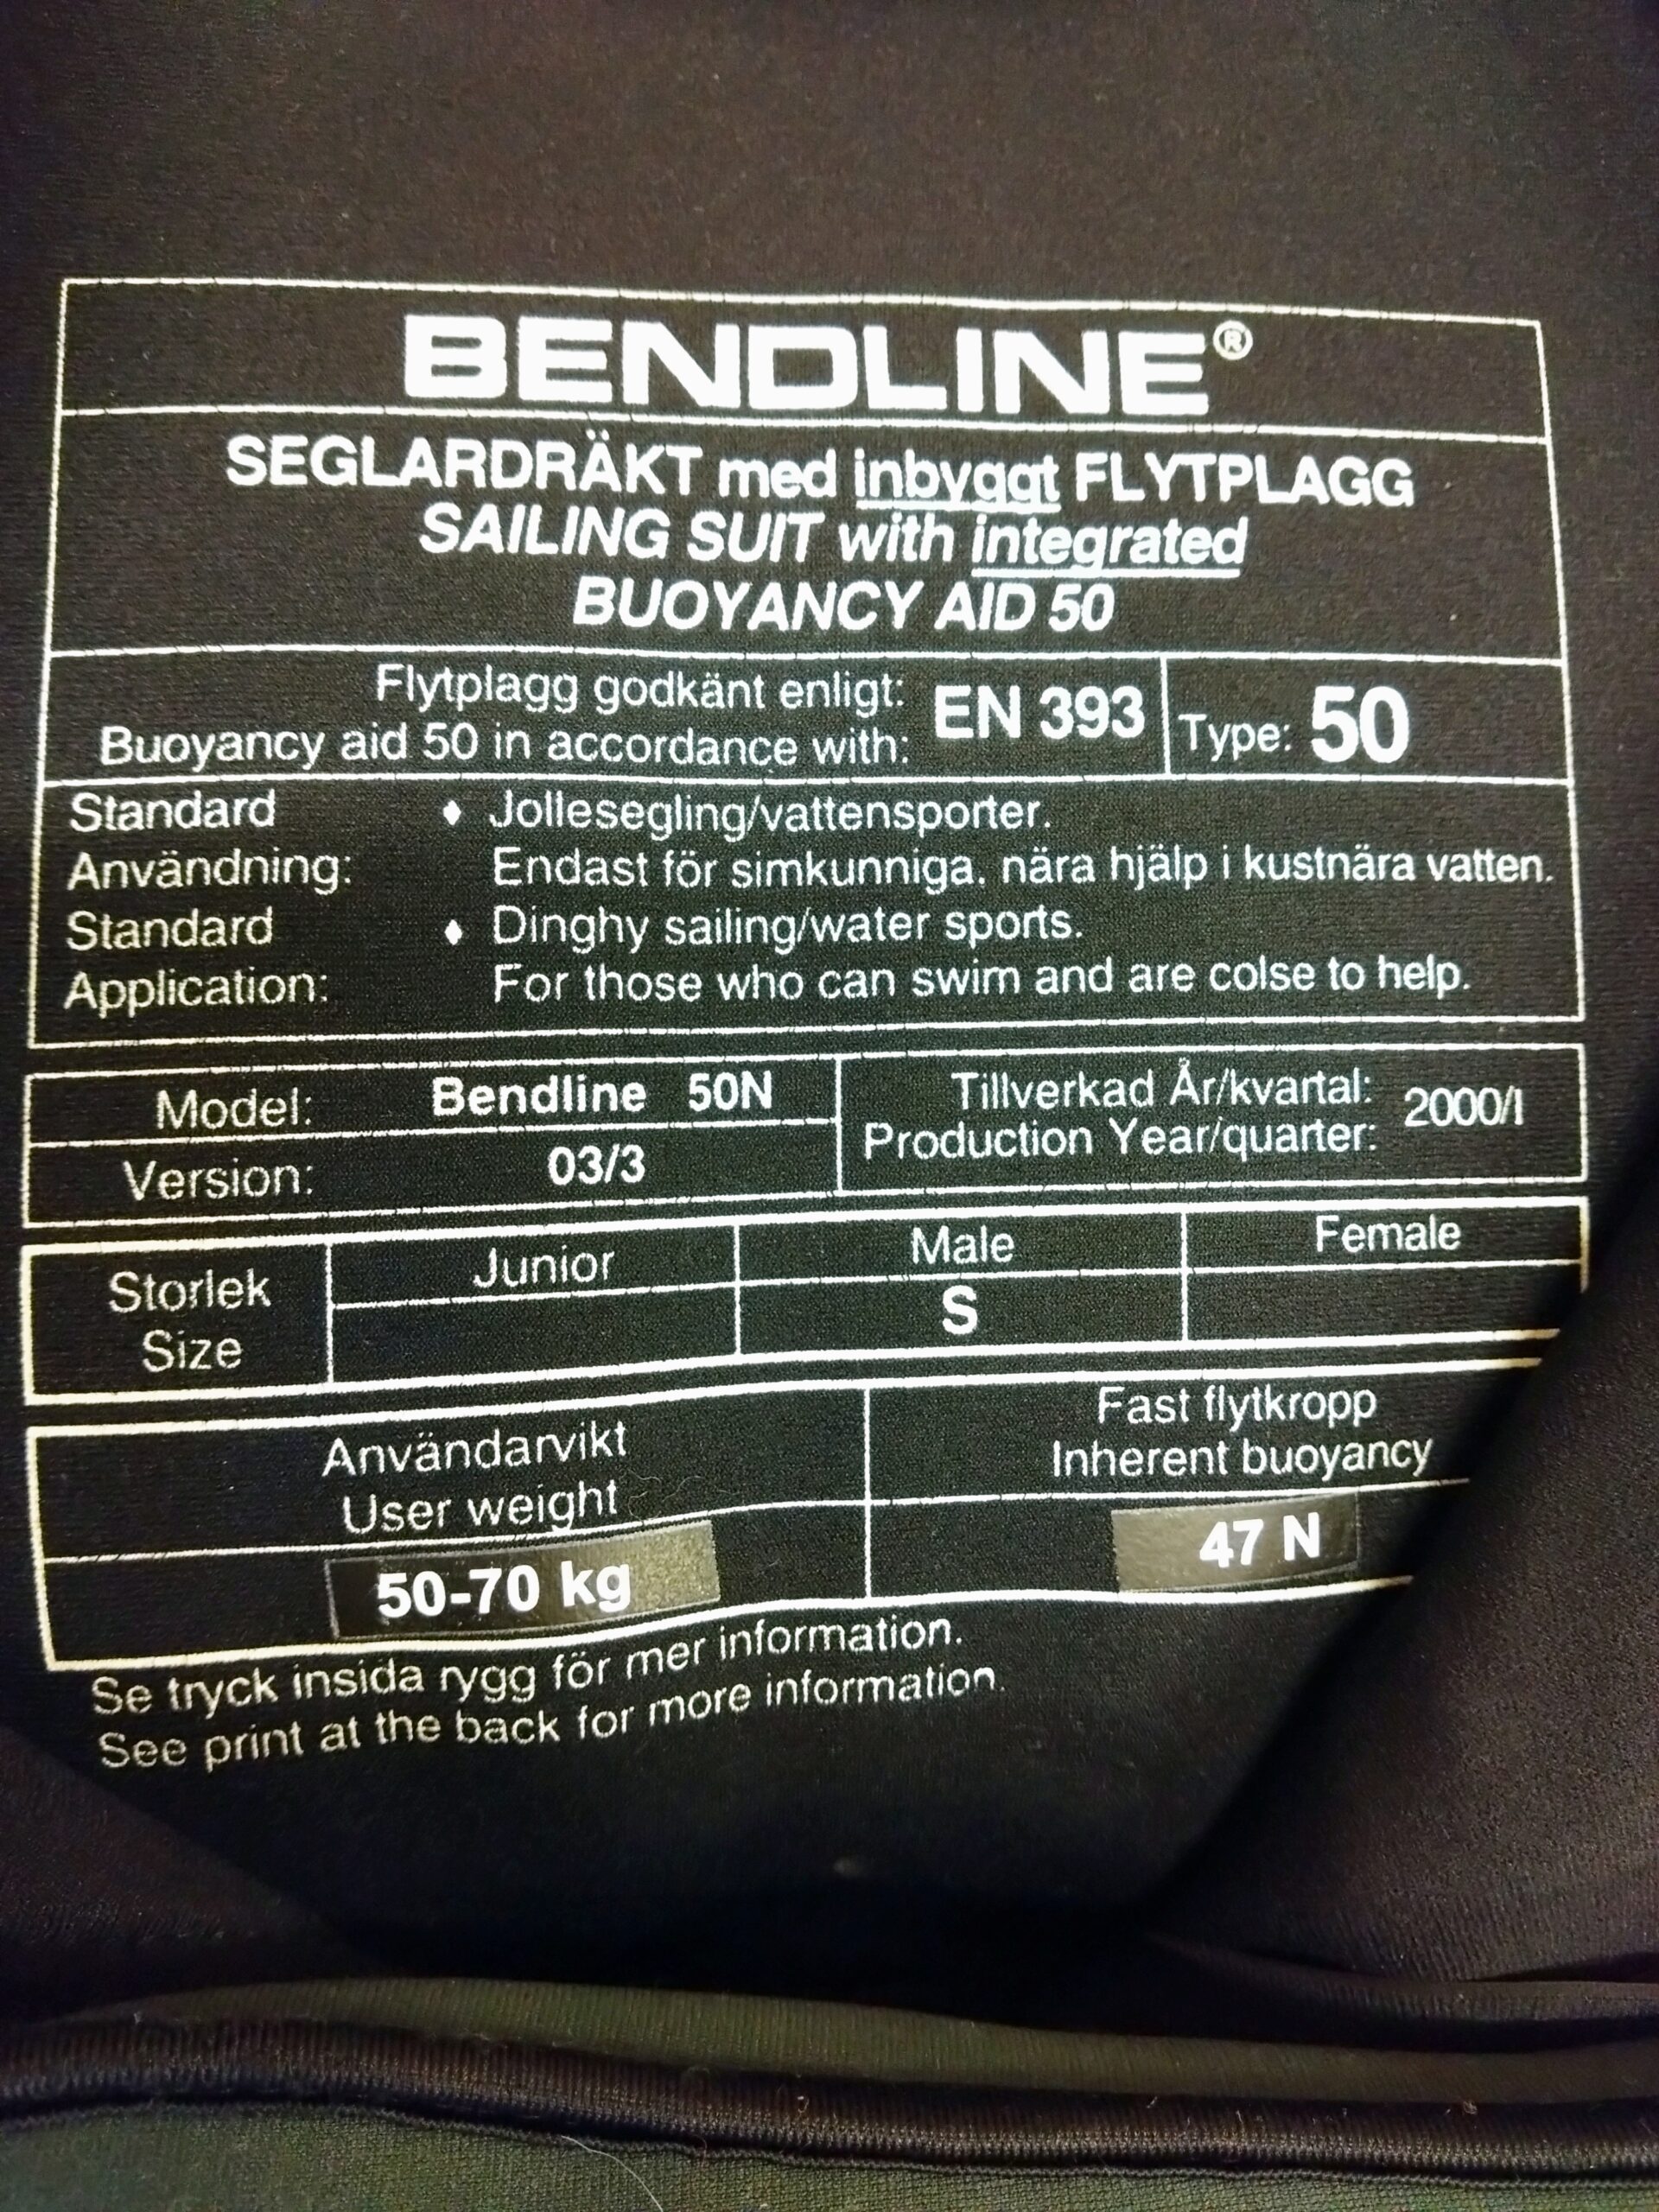 BENDLINE®
SEGLARDRÄKT med inbyggt FLYTPLAGG
SAILING SUIT with integrated
BUOYANCY AID 50
Flytplagg godkänt enligt:
Buoyancy aid 50 in accordance with:
EN 393
Type: 50
Standard ♦ Jollesegling/vattensporter.
Användning: Endast för simkunniga. nära hjälp i kustnära vatten.
Standard ♦ Dinghy sailing/water sports.
Application: For those who can swim and are colse to help.
Model: Bendline 50N
Version: 03/3
Tillverkad År/kvartal:
Production Year/quarter:
2000/I
Storlek
Size
Junior Male Female
S
Användarvikt
User weight
50-70 kg
Fast flytkropp
Inherent buoyancy
47 N
Se tryck insida rygg för mer information.
See print at the back for more information.